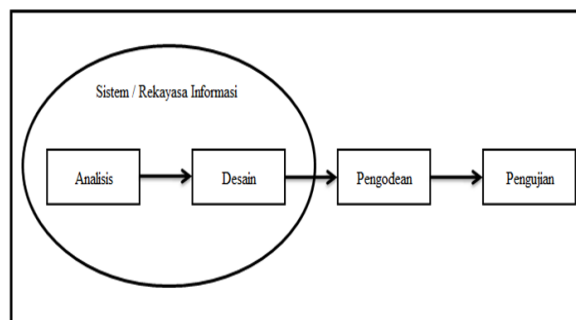 Sistem / Rekayasa Informasi
Analisis
Desain
Pengodean
Pengujian